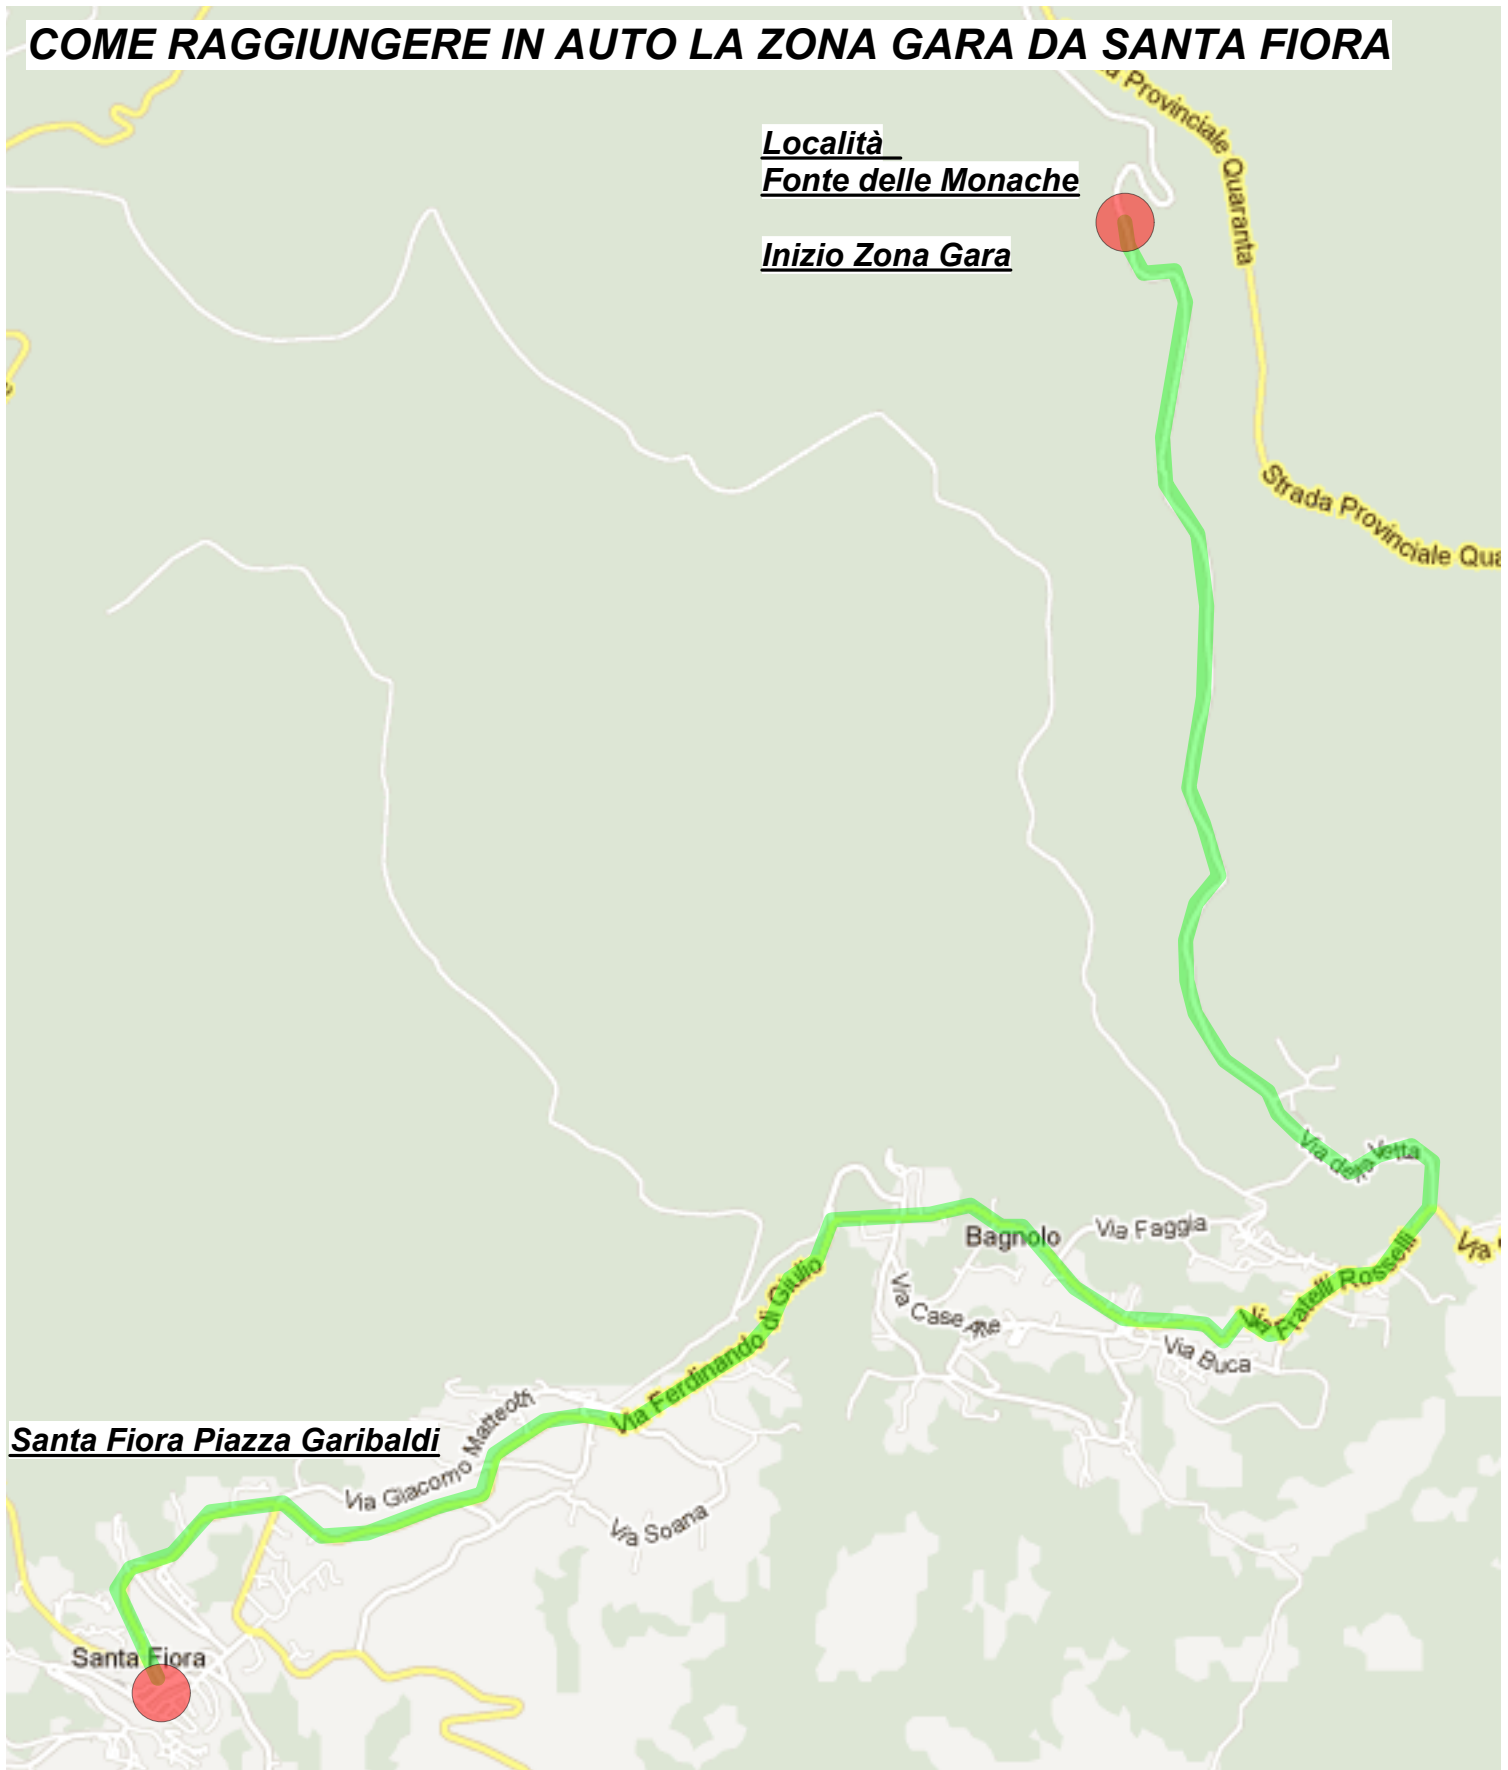 COME RAGGIUNGERE IN AUTO LA ZONA GARA DA SANTA FIORA
Provinciale Quaranta
Località
Fonte delle Monache
Inizio Zona Gara
Strada Provinciale
Via della Vetta
Via Faggia
Bagnolo
Via
Via Fratelli Rosselli
Via Ferdinando di Giulio
Via Case
Via Buca
Via Giacomo Matteotti
Santa Fiora Piazza Garibaldi
Via Soana
Santa Fiora